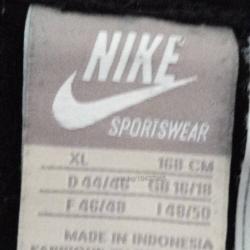 NIKE
SPORTSWEAR
XL 168 CM
D 44/46 GB 16/18
F 46/48 I 48/50
MADE IN INDONESIA